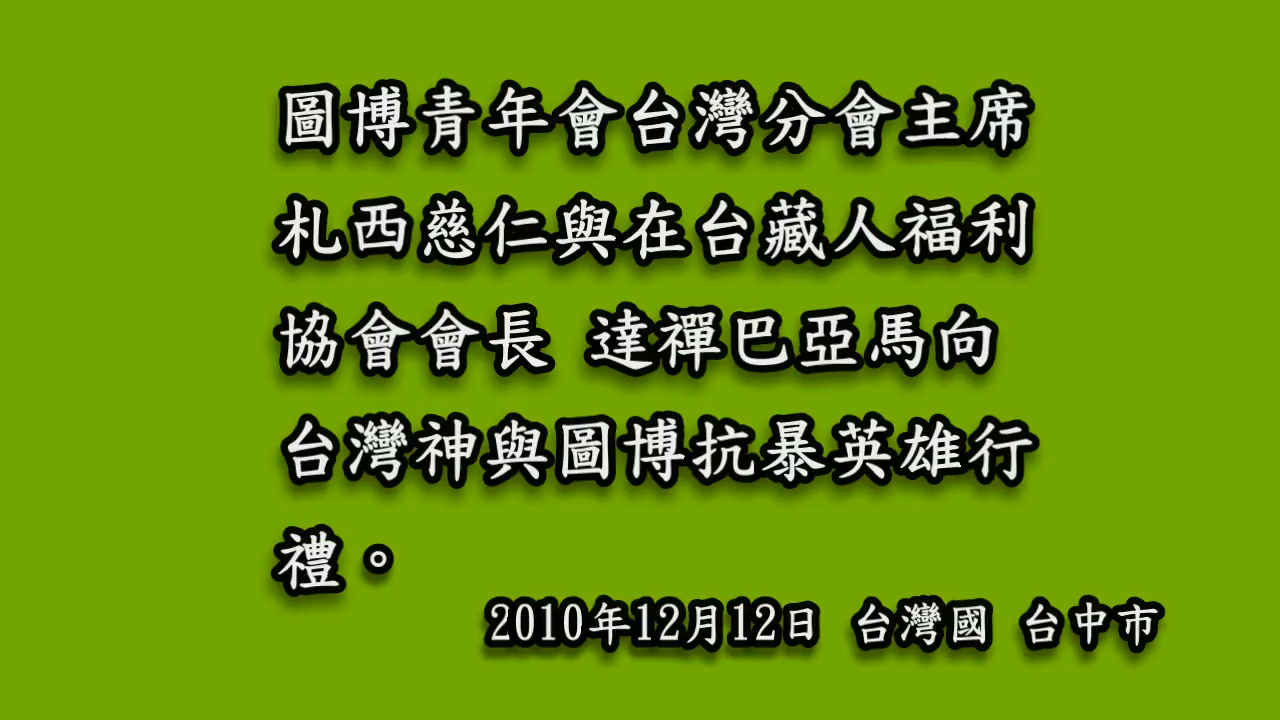 圖博青年會台灣分會主席
札西慈仁與在台藏人福利
協會會長 達禪巴亞馬向
台灣神與圖博抗暴英雄行
禮。
2010年12月12日 台灣國 台中市